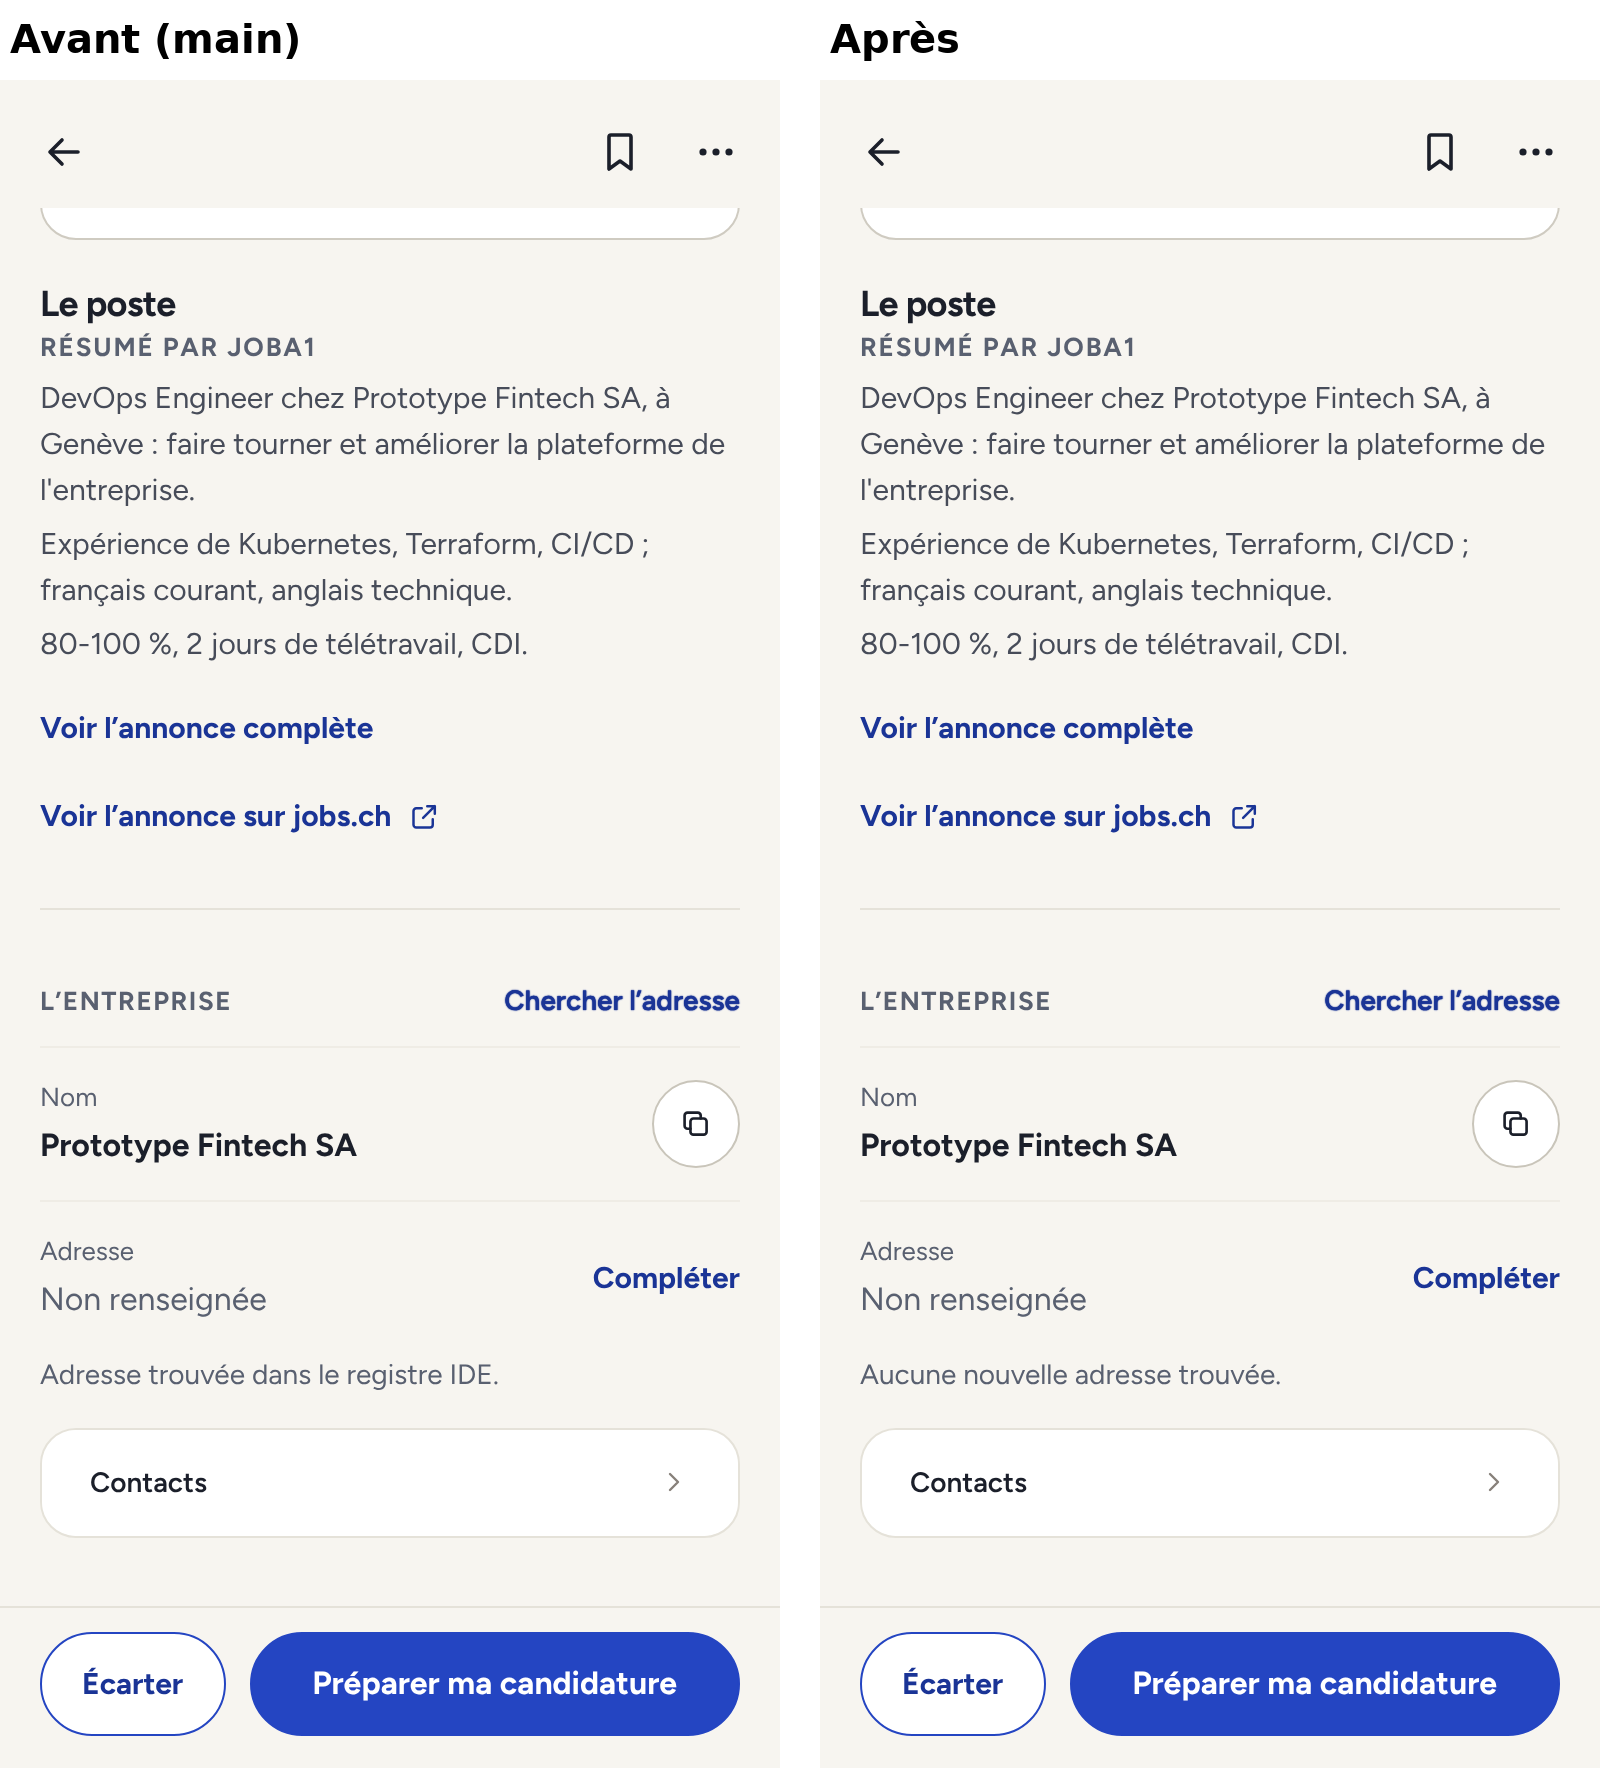 Avant (main)
Le poste
RÉSUMÉ PAR JOBA1
DevOps Engineer chez Prototype Fintech SA, à
Genève : faire tourner et améliorer la plateforme de
l'entreprise.
Expérience de Kubernetes, Terraform, CI/CD ;
français courant, anglais technique.
80-100 %, 2 jours de télétravail, CDI.
Voir l’annonce complète
Voir l’annonce sur jobs.ch
L’ENTREPRISE
Chercher l’adresse
Nom
Prototype Fintech SA
Adresse
Non renseignée
Compléter
Adresse trouvée dans le registre IDE.
Contacts
Écarter
Préparer ma candidature
Après
Le poste
RÉSUMÉ PAR JOBA1
DevOps Engineer chez Prototype Fintech SA, à
Genève : faire tourner et améliorer la plateforme de
l'entreprise.
Expérience de Kubernetes, Terraform, CI/CD ;
français courant, anglais technique.
80-100 %, 2 jours de télétravail, CDI.
Voir l’annonce complète
Voir l’annonce sur jobs.ch
L’ENTREPRISE
Chercher l’adresse
Nom
Prototype Fintech SA
Adresse
Non renseignée
Compléter
Aucune nouvelle adresse trouvée.
Contacts
Écarter
Préparer ma candidature